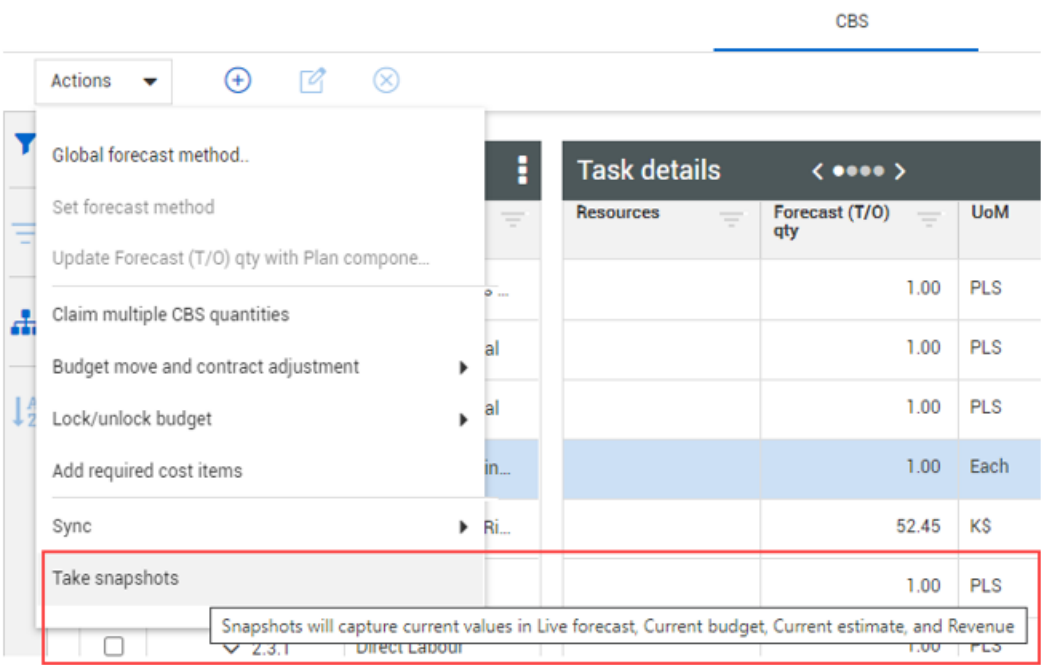 CBS
Actions
Global forecast method..
Set forecast method
Update Forecast (T/O) qty with Plan compone...
Claim multiple CBS quantities
Budget move and contract adjustment
Lock/unlock budget
Add required cost items
Sync
Take snapshots
Snapshots will capture current values in Live forecast, Current budget, Current estimate, and Revenue
Task details
Resources
Forecast (T/O)
qty
UoM
1.00 PLS
al 1.00 PLS
al 1.00 PLS
in... 1.00 Each
Ri... 52.45 K$
1.00 PLS
2.3.1 Direct Labour 1.00 PLS